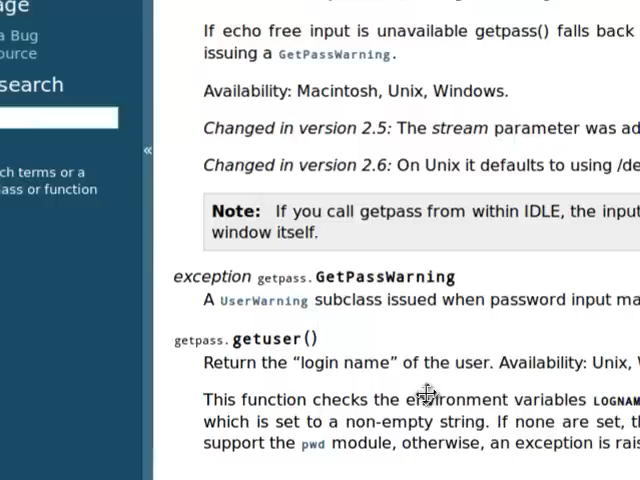 age
a Bug
ource
search
«
ch terms or a
lass or function
If echo free input is unavailable getpass() falls back
issuing a GetPassWarning.
Availability: Macintosh, Unix, Windows.
Changed in version 2.5: The stream parameter was ad
Changed in version 2.6: On Unix it defaults to using /de
Note: If you call getpass from within IDLE, the input
window itself.
exception getpass.GetPassWarning
A UserWarning subclass issued when password input ma
getpass.getuser()
Return the “login name” of the user. Availability: Unix,
This function checks the environment variables LOGNAM
which is set to a non-empty string. If none are set, t
support the pwd module, otherwise, an exception is rais